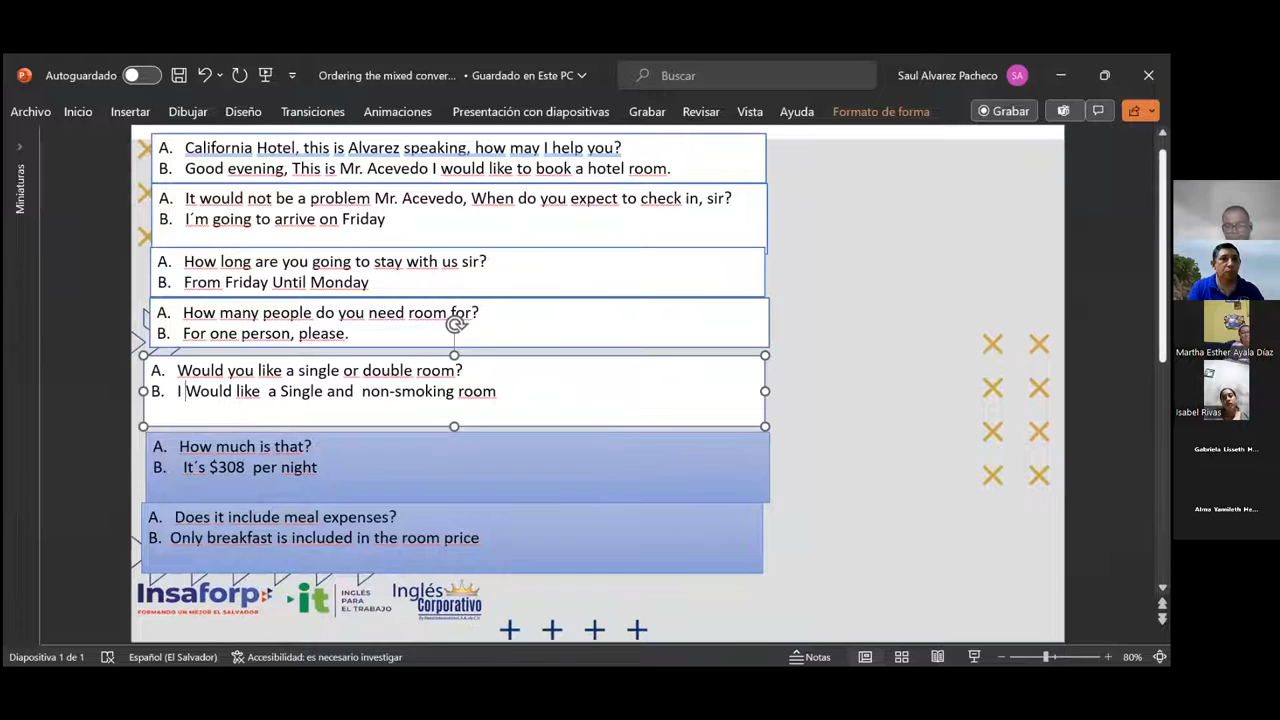 Autoguardado
Ordering the mixed conver... • Guardado en Este PC
Buscar
Saul Alvarez Pacheco
SA
Archivo Inicio Insertar Dibujar Diseño Transiciones Animaciones Presentación con diapositivas Grabar Revisar Vista Ayuda Formato de forma
Grabar
Miniaturas
A. California Hotel, this is Alvarez speaking, how may I help you?
B. Good evening, This is Mr. Acevedo I would like to book a hotel room.
A. It would not be a problem Mr. Acevedo, When do you expect to check in, sir?
B. I´m going to arrive on Friday
A. How long are you going to stay with us sir?
B. From Friday Until Monday
A. How many people do you need room for?
B. For one person, please.
A. Would you like a single or double room?
B. I Would like a Single and non-smoking room
A. How much is that?
B. It´s $308 per night
A. Does it include meal expenses?
B. Only breakfast is included in the room price
Insaforp
FORMANDO UN MEJOR EL SALVADOR
it
INGLÉS
PARA
EL TRABAJO
Inglés
Corporativo
Martha Esther Ayala Díaz
Isabel Rivas
Gabriela Lisseth H...
Alma Yamileth He...
Diapositiva 1 de 1
Español (El Salvador)
Accesibilidad: es necesario investigar
Notas
80%